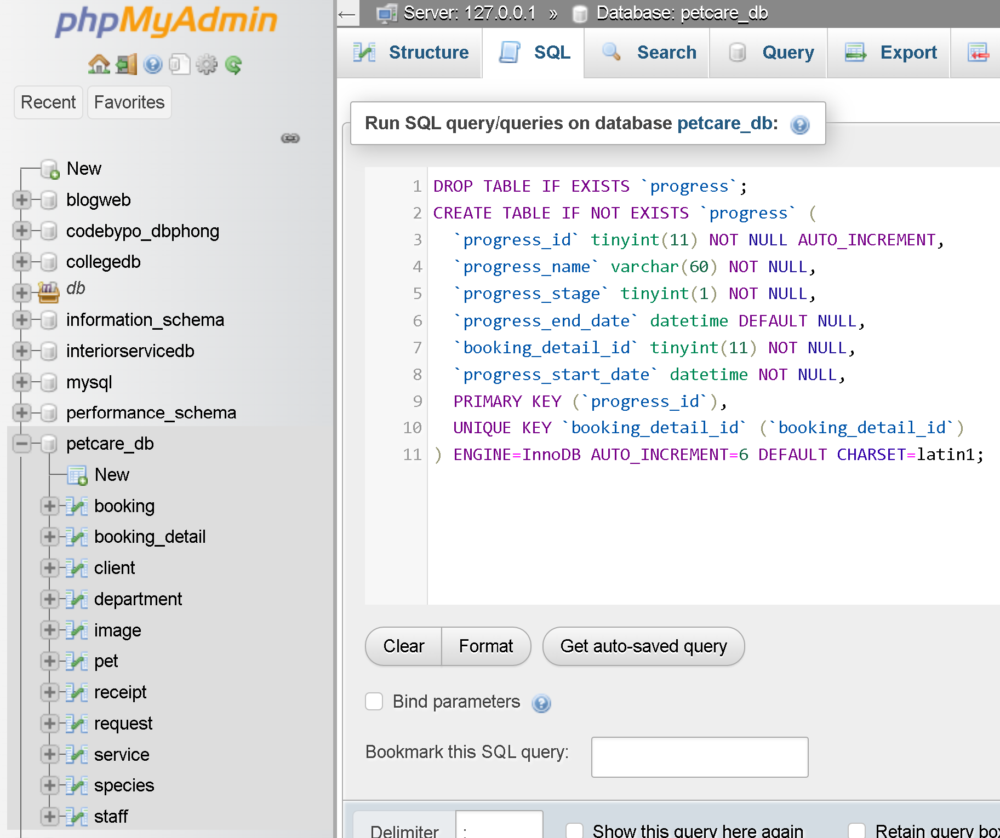 phpMyAdmin
Recent Favorites
New
blogweb
codebypo_dbphong
collegedb
db
information_schema
interiorservicedb
mysql
performance_schema
petcare_db
New
booking
booking_detail
client
department
image
pet
receipt
request
service
species
staff
← Server: 127.0.0.1 » Database: petcare_db
Structure SQL Search Query Export
Run SQL query/queries on database petcare_db:
1 DROP TABLE IF EXISTS `progress`;
2 CREATE TABLE IF NOT EXISTS `progress` (
3 `progress_id` tinyint(11) NOT NULL AUTO_INCREMENT,
4 `progress_name` varchar(60) NOT NULL,
5 `progress_stage` tinyint(1) NOT NULL,
6 `progress_end_date` datetime DEFAULT NULL,
7 `booking_detail_id` tinyint(11) NOT NULL,
8 `progress_start_date` datetime NOT NULL,
9 PRIMARY KEY (`progress_id`),
10 UNIQUE KEY `booking_detail_id` (`booking_detail_id`)
11 ) ENGINE=InnoDB AUTO_INCREMENT=6 DEFAULT CHARSET=latin1;
Clear Format Get auto-saved query
Bind parameters
Bookmark this SQL query:
Delimiter ; Show this query here again Retain query box